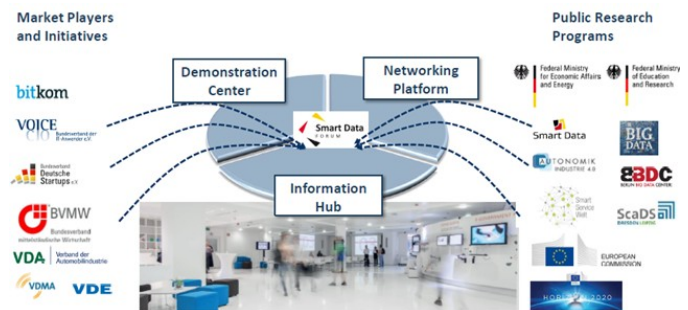 Market Players
and Initiatives
Public Research
Programs
Demonstration
Center
Networking
Platform
Information
Hub
Smart Data
FORUM
bitkom
VOICE
Bundesverband der
IT-Anwender e.V.
Bundesverband
Deutsche
Startups e.V.
BVMW
Bundesverband
mittelständische Wirtschaft
VDA
Verband der
Automobilindustrie
VDMA
VDE
Federal Ministry
for Economic Affairs
and Energy
Federal Ministry
of Education
and Research
Smart Data
BIG
DATA
AUTONOMIK
INDUSTRIE 4.0
BBDC
BERLIN BIG DATA CENTER
Smart
Service
Welt
ScaDS
DRESDEN LEIPZIG
EUROPEAN
COMMISSION
HORIZON 2020